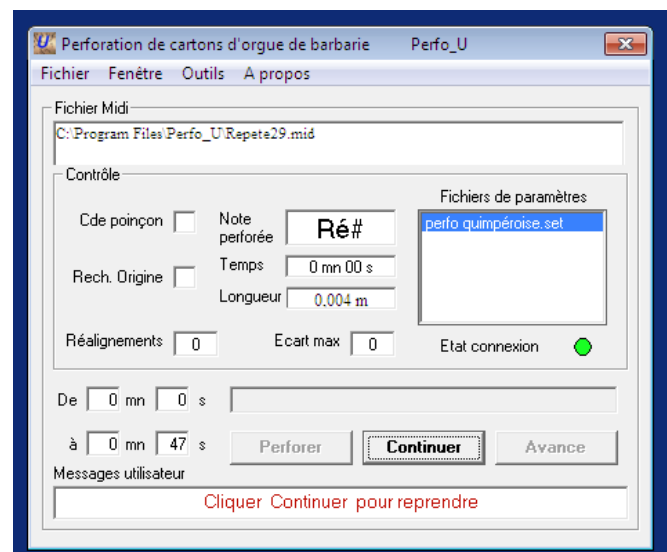 Perforation de cartons d'orgue de barbarie Perfo_U
Fichier Fenêtre Outils A propos
Fichier Midi
C:\Program Files\Perfo_U\Repete29.mid
Contrôle
Fichiers de paramètres
Cde poinçon
Note perforée Ré#
perfo quimpéroise.set
Rech. Origine
Temps 0 mn 00 s
Longueur 0.004 m
Réalignements 0 Ecart max 0 Etat connexion
De 0 mn 0 s
à 0 mn 47 s Perforer Continuer Avance
Messages utilisateur
Cliquer Continuer pour reprendre